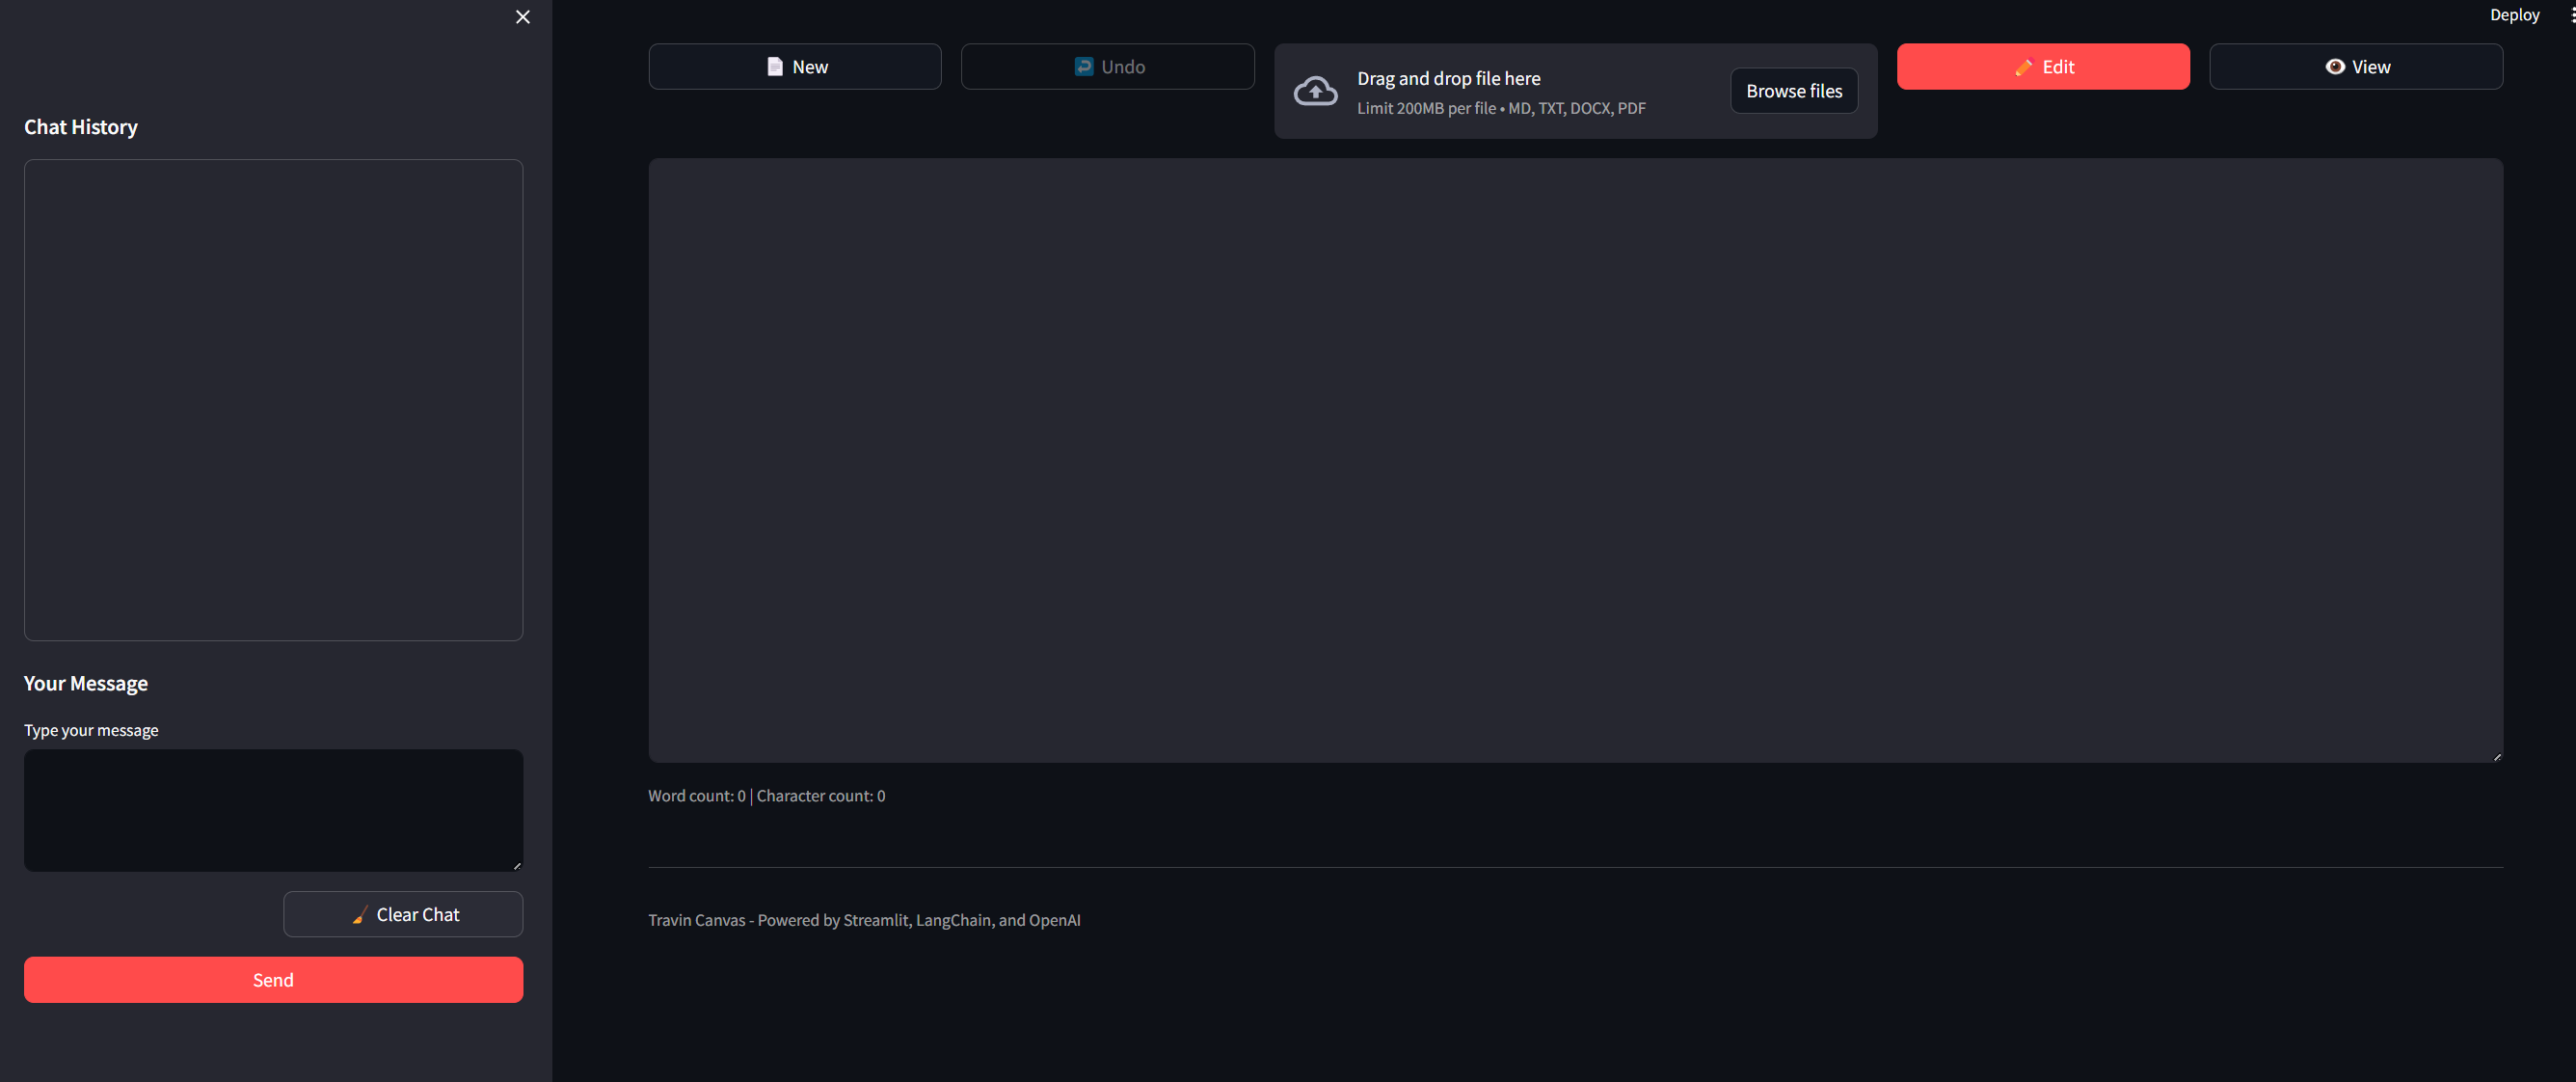 Deploy
📄 New
↩️ Undo
Drag and drop file here
Limit 200MB per file • MD, TXT, DOCX, PDF
Browse files
✏️ Edit
👁️ View
Chat History
Your Message
Type your message
🧹 Clear Chat
Send
Word count: 0 | Character count: 0
Travin Canvas - Powered by Streamlit, LangChain, and OpenAI